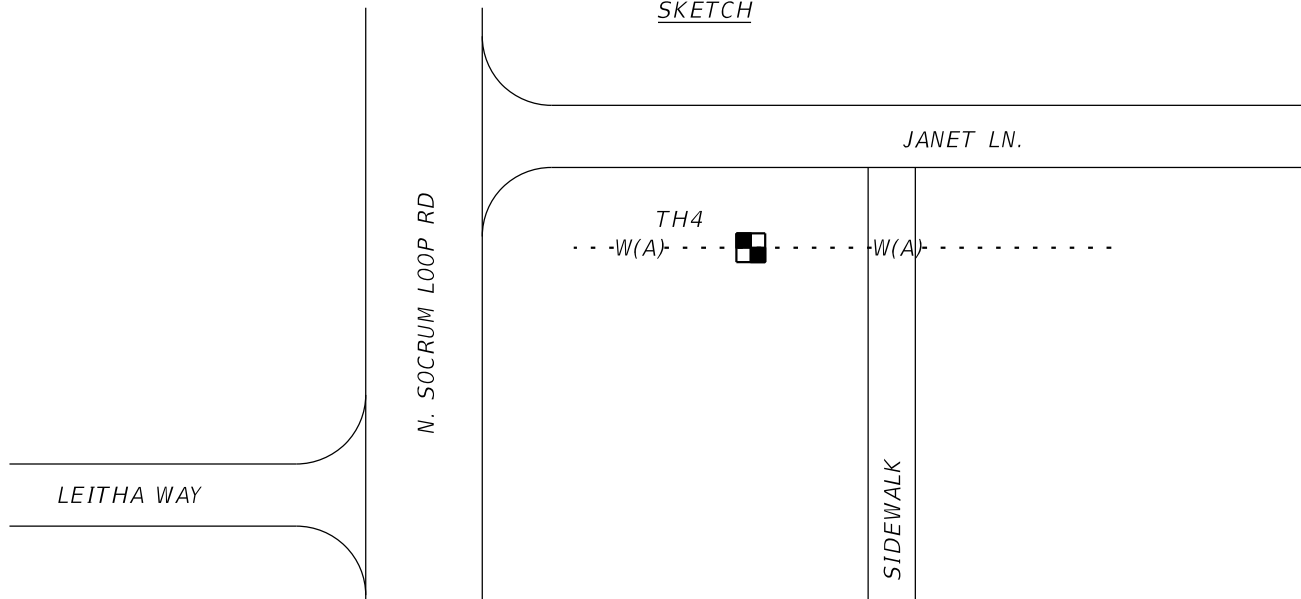 SKETCH
JANET LN.
N. SOCRUM LOOP RD
TH4
W(A)
W(A)
LEITHA WAY
SIDEWALK